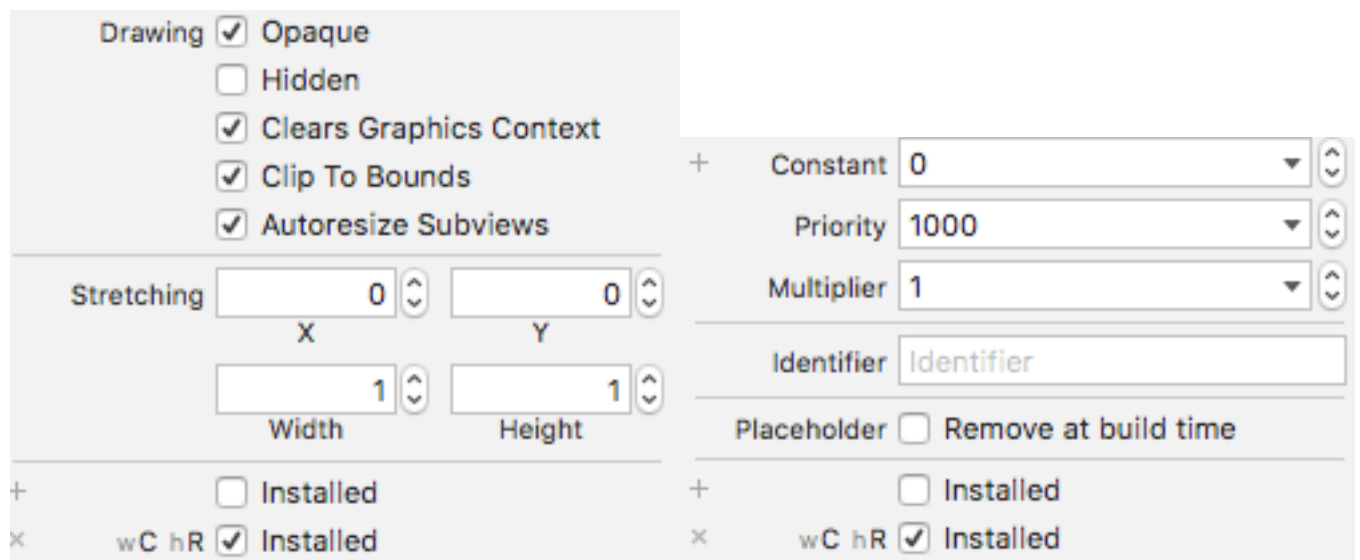 Drawing Opaque
Hidden
Clears Graphics Context
Clip To Bounds
Autoresize Subviews
Stretching 0 0
X Y
1 1
Width Height
+ Installed
× wC hR Installed
+ Constant 0
Priority 1000
Multiplier 1
Identifier Identifier
Placeholder Remove at build time
+ Installed
× wC hR Installed